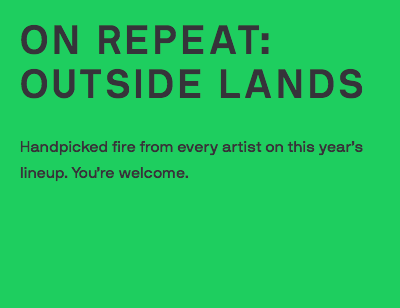 ON REPEAT:
OUTSIDE LANDS
Handpicked fire from every artist on this year's
lineup. You're welcome.